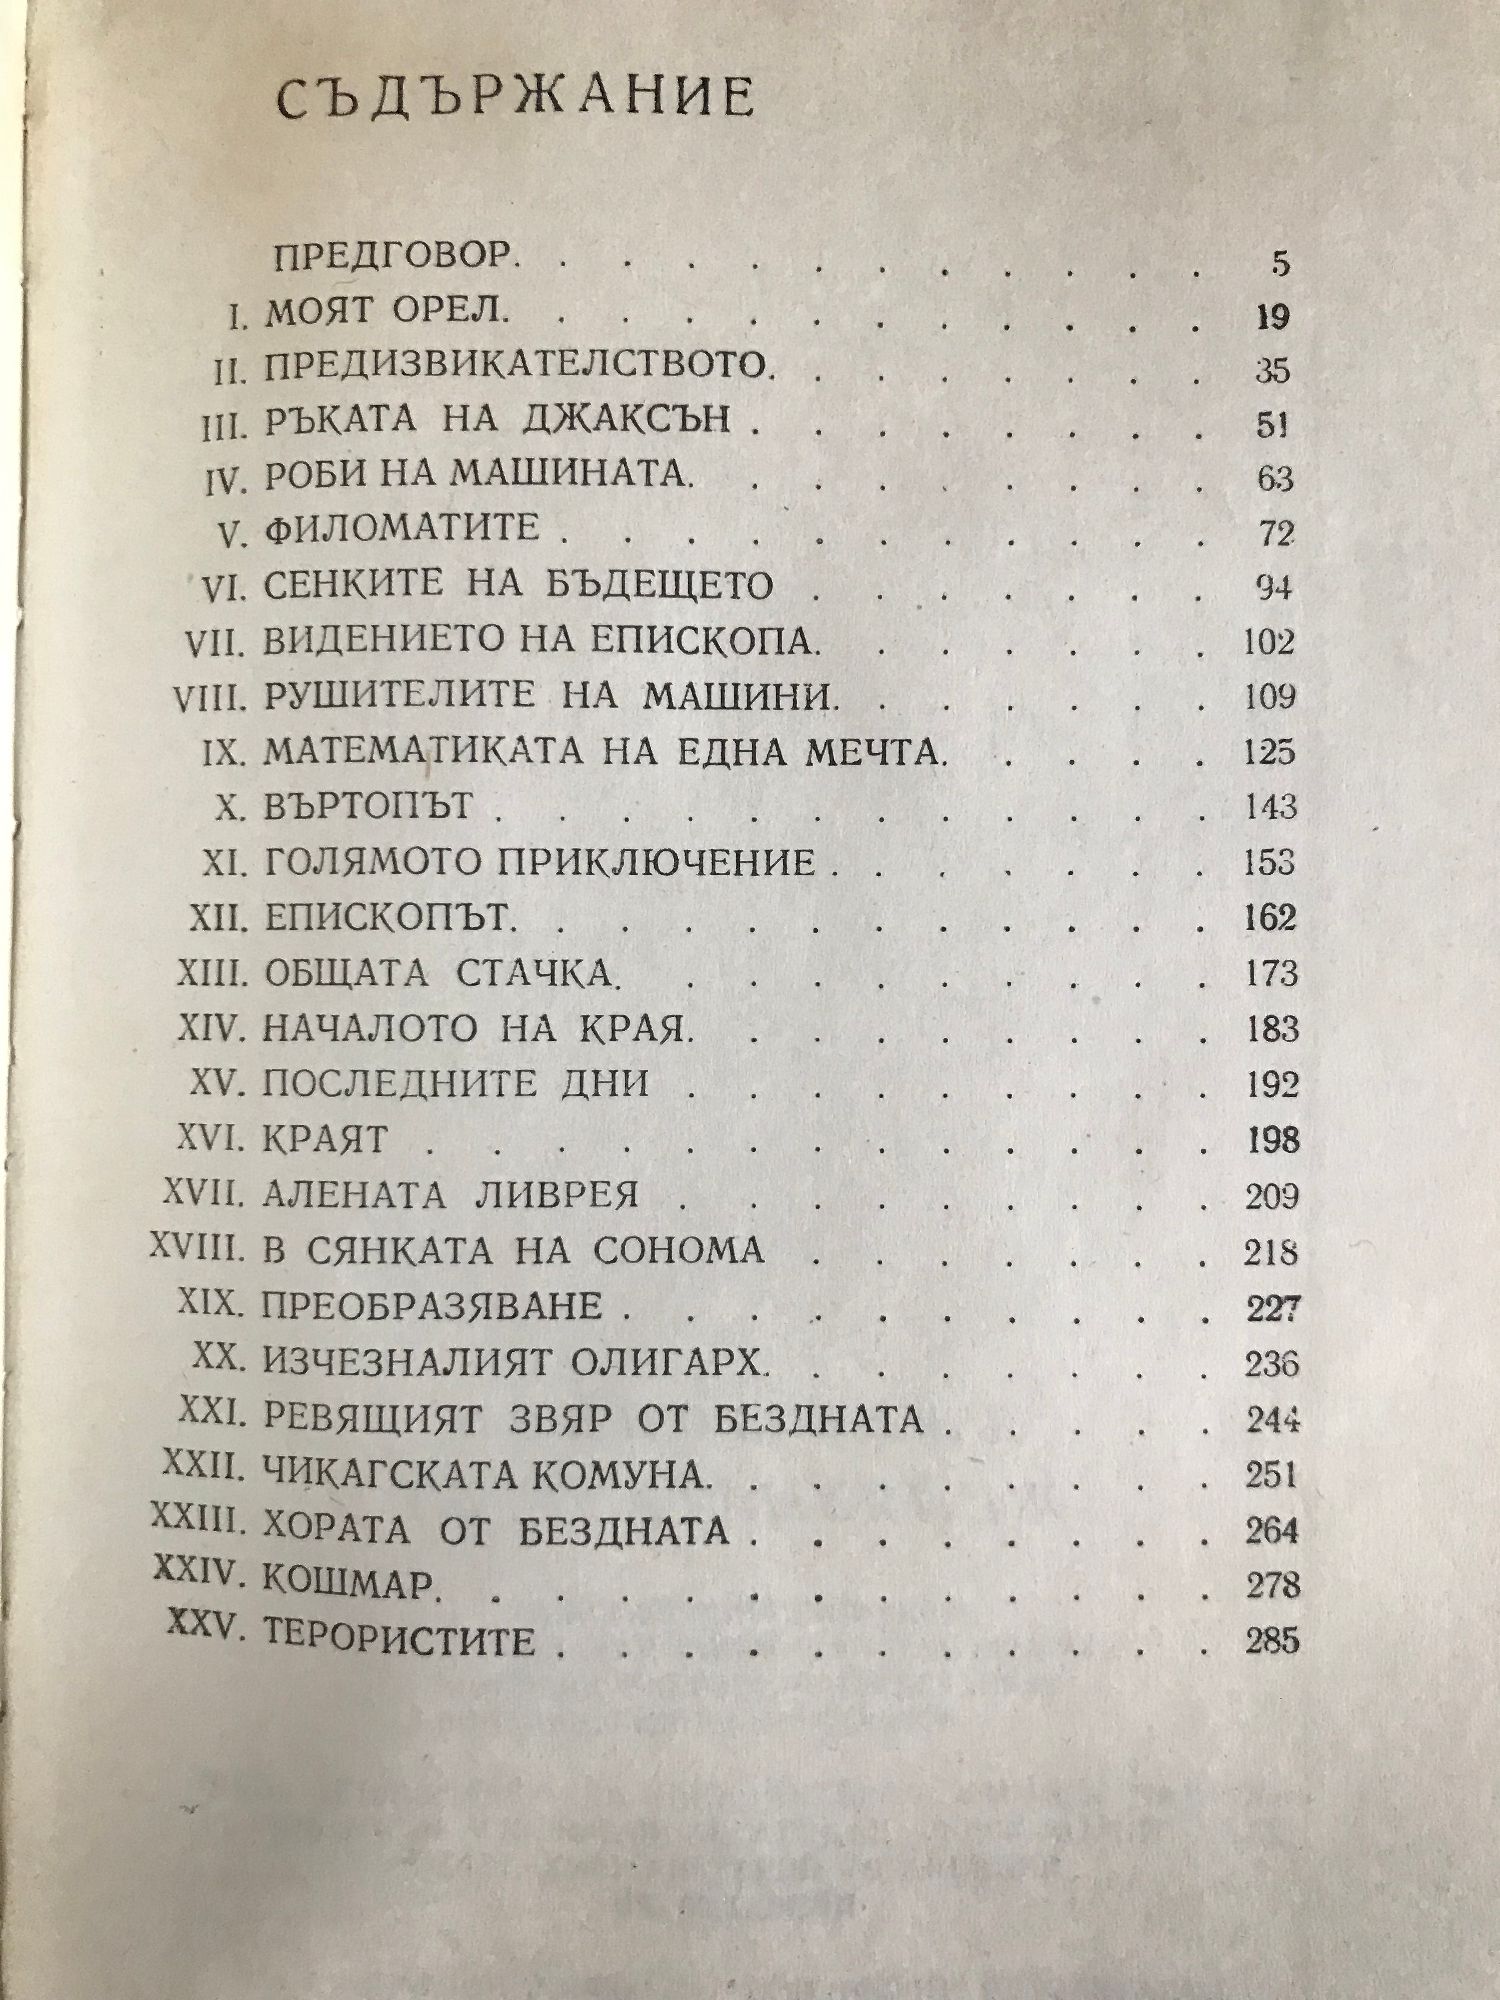 СЪДЪРЖАНИЕ
ПРЕДГОВОР. . . . . . . . . . . . 5
I. МОЯТ ОРЕЛ. . . . . . . . . . . . 19
II. ПРЕДИЗВИКАТЕЛСТВОТО. . . . . . . . 35
III. РЪКАТА НА ДЖАКСЪН . . . . . . . . 51
IV. РОБИ НА МАШИНАТА. . . . . . . . . 63
V. ФИЛОМАТИТЕ . . . . . . . . . . . 72
VI. СЕНКИТЕ НА БЪДЕЩЕТО . . . . . . . 94
VII. ВИДЕНИЕТО НА ЕПИСКОПА. . . . . . . 102
VIII. РУШИТЕЛИТЕ НА МАШИНИ. . . . . . . 109
IX. МАТЕМАТИКАТА НА ЕДНА МЕЧТА. . . . . 125
X. ВЪРТОПЪТ . . . . . . . . . . . . 143
XI. ГОЛЯМОТО ПРИКЛЮЧЕНИЕ . . . . . . . 153
XII. ЕПИСКОПЪТ. . . . . . . . . . . . 162
XIII. ОБЩАТА СТАЧКА. . . . . . . . . . 173
XIV. НАЧАЛОТО НА КРАЯ. . . . . . . . . 183
XV. ПОСЛЕДНИТЕ ДНИ . . . . . . . . . 192
XVI. КРАЯТ . . . . . . . . . . . . . 198
XVII. АЛЕНАТА ЛИВРЕЯ . . . . . . . . . 209
XVIII. В СЯНКАТА НА СОНОМА . . . . . . . 218
XIX. ПРЕОБРАЗЯВАНЕ . . . . . . . . . . 227
XX. ИЗЧЕЗНАЛИЯТ ОЛИГАРХ. . . . . . . . 236
XXI. РЕВЯЩИЯТ ЗВЯР ОТ БЕЗДНАТА . . . . . 244
XXII. ЧИКАГСКАТА КОМУНА. . . . . . . . . 251
XXIII. ХОРАТА ОТ БЕЗДНАТА . . . . . . . . 264
XXIV. КОШМАР. . . . . . . . . . . . . 278
XXV. ТЕРОРИСТИТЕ . . . . . . . . . . . 285